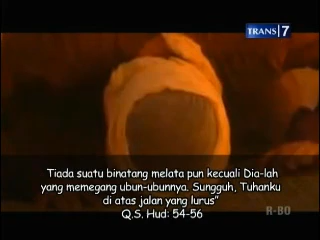 TRANS 7
Tiada suatu binatang melata pun kecuali Dia-lah
yang memegang ubun-ubunnya. Sungguh, Tuhanku
di atas jalan yang lurus”
Q.S. Hud: 54-56
R-BO